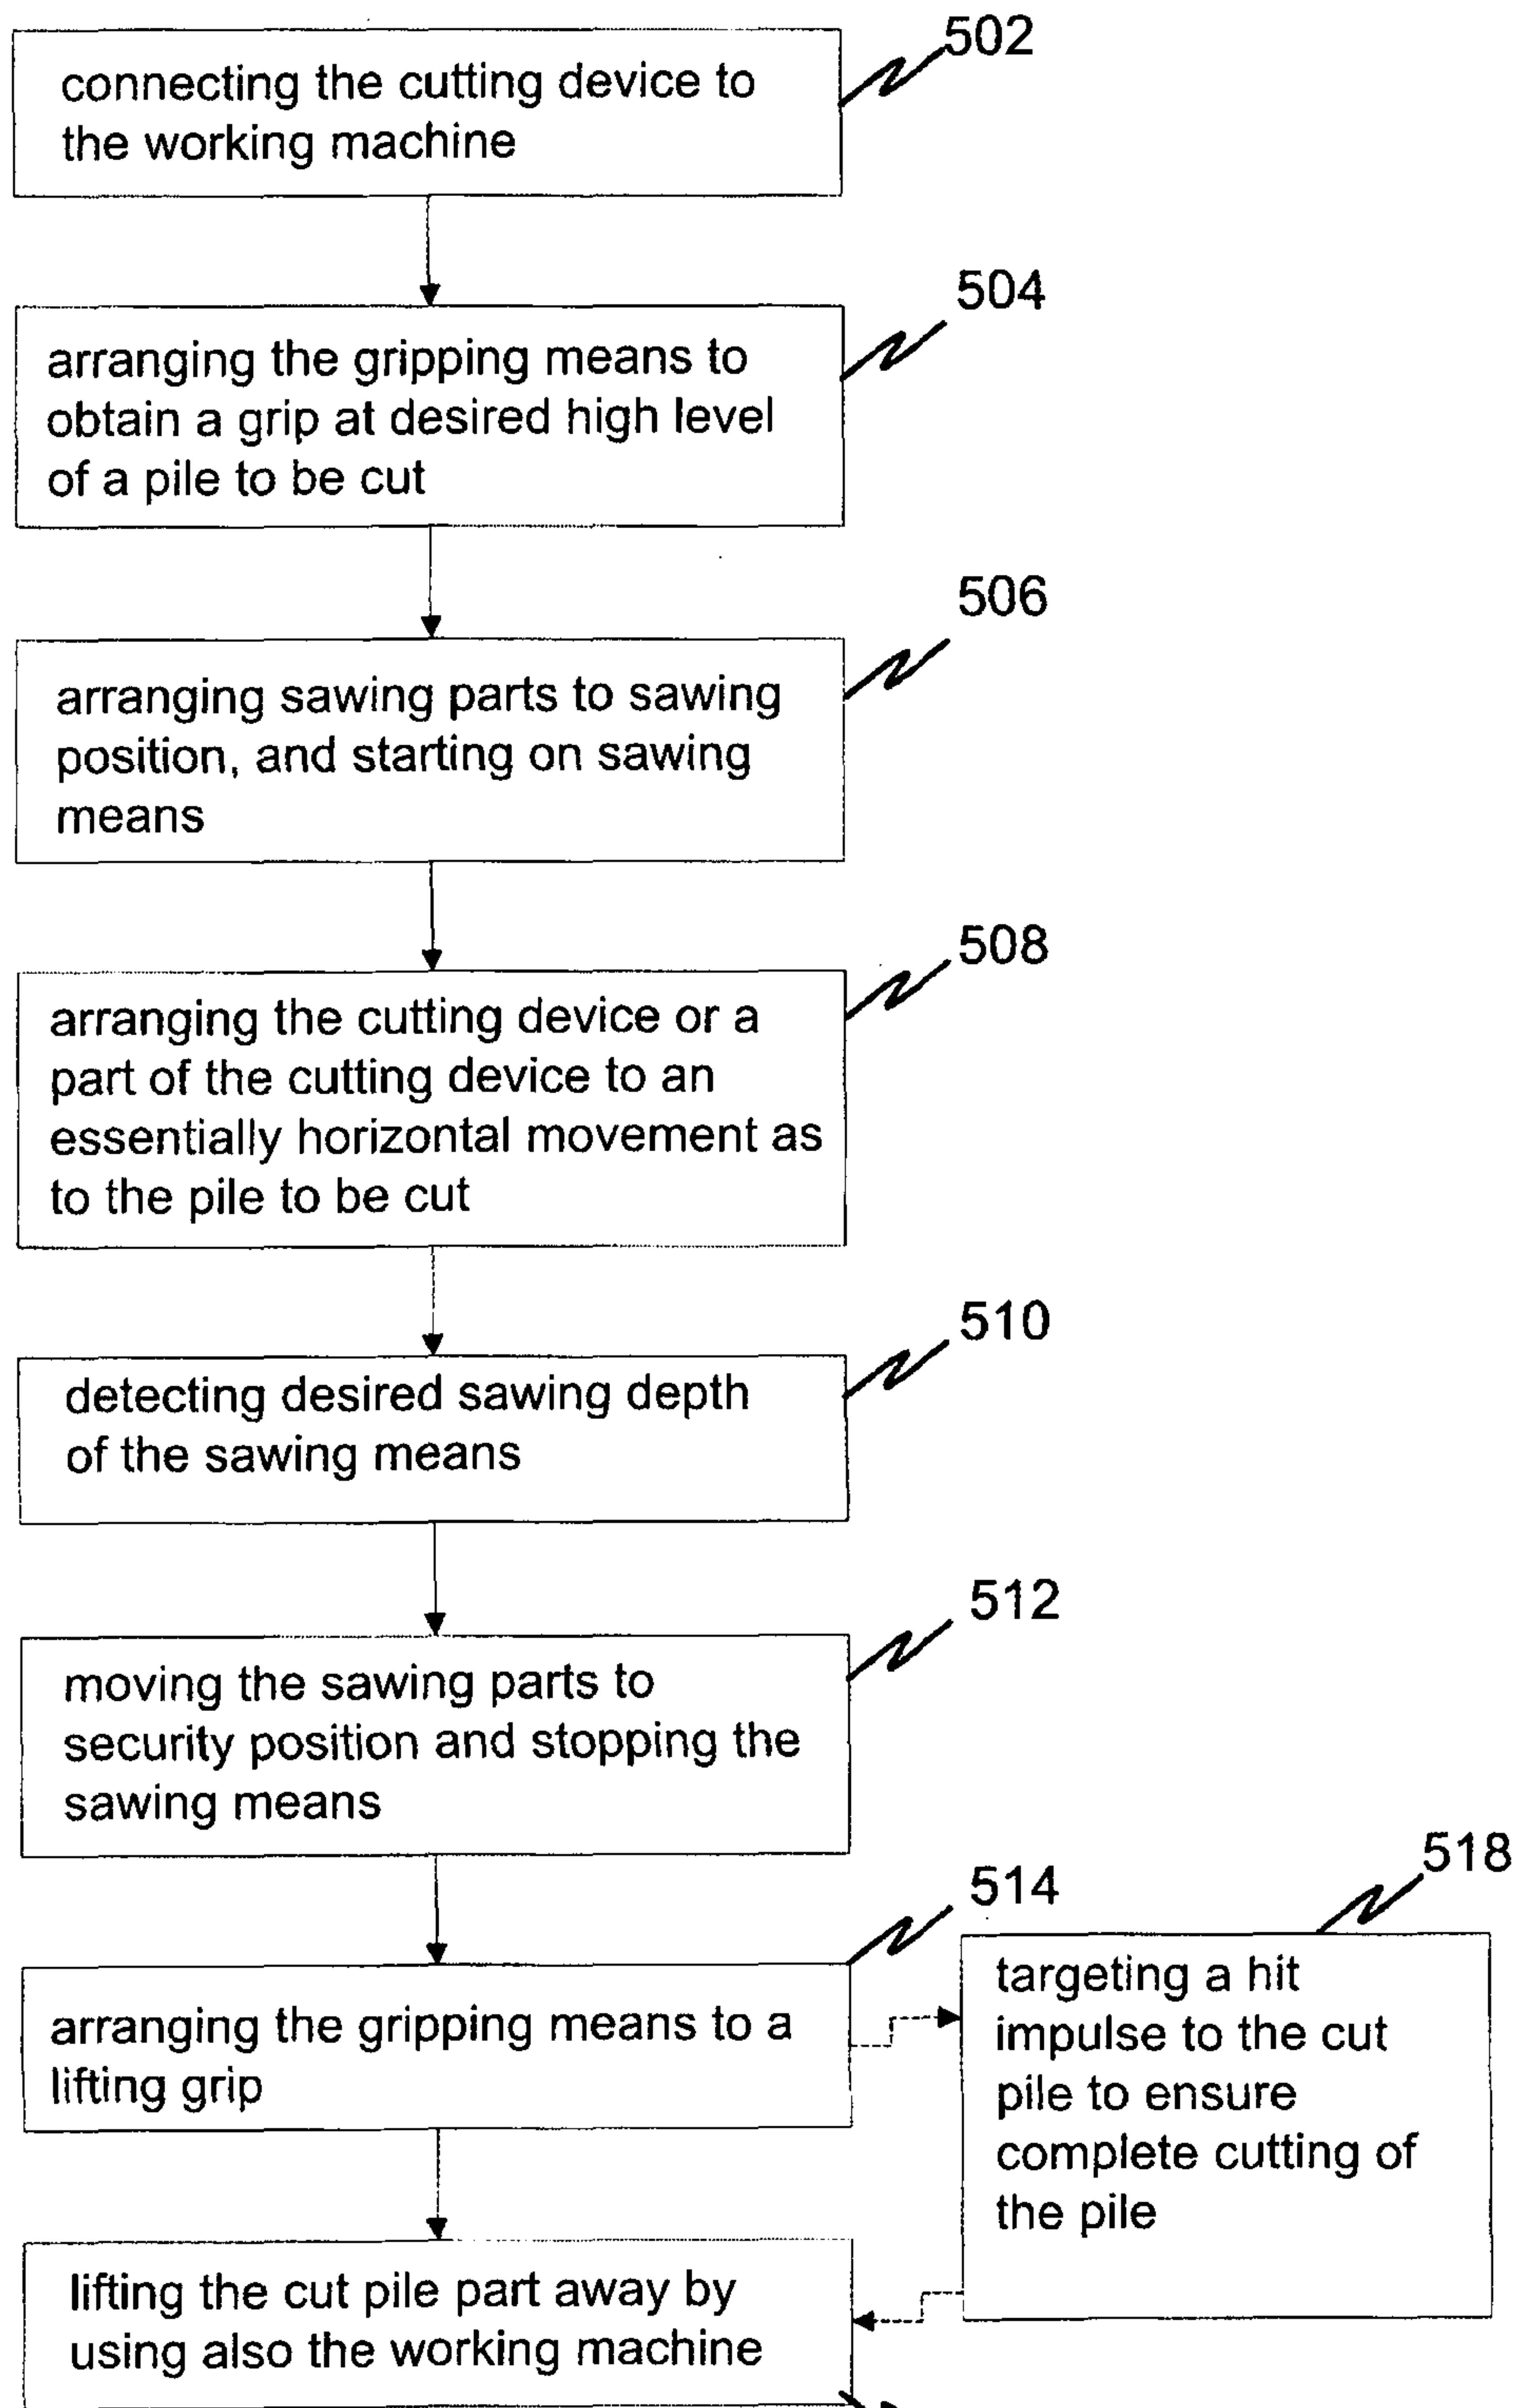 502
connecting the cutting device to
the working machine
504
arranging the gripping means to
obtain a grip at desired high level
of a pile to be cut
506
arranging sawing parts to sawing
position, and starting on sawing
means
508
arranging the cutting device or a
part of the cutting device to an
essentially horizontal movement as
to the pile to be cut
510
detecting desired sawing depth
of the sawing means
512
moving the sawing parts to
security position and stopping the
sawing means
514
arranging the gripping means to a
lifting grip
518
targeting a hit
impulse to the cut
pile to ensure
complete cutting of
the pile
lifting the cut pile part away by
using also the working machine